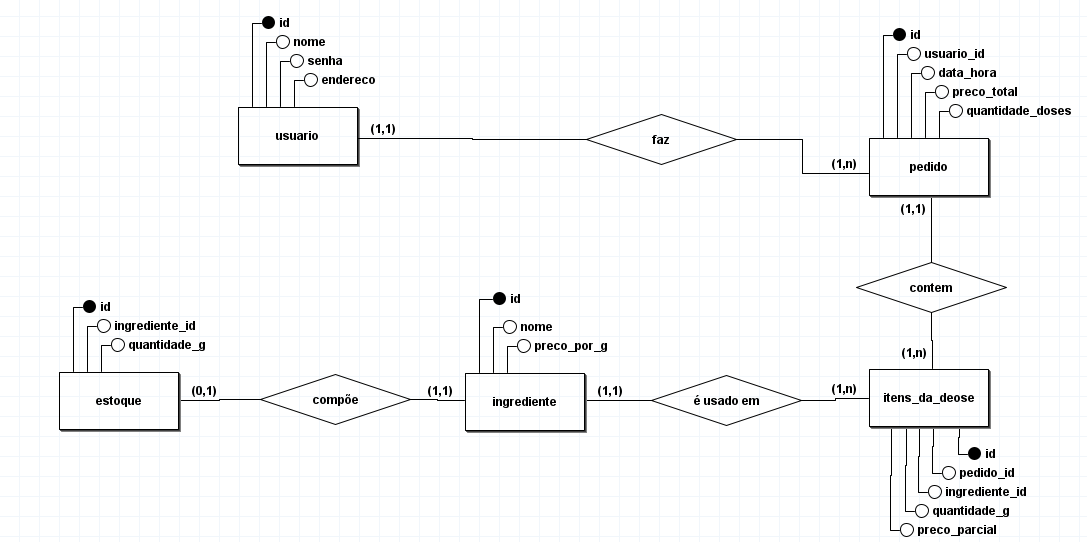 id
nome
senha
endereco
usuario
(1,1)
faz
(1,n)
id
usuario_id
data_hora
preco_total
quantidade_doses
pedido
(1,1)
contem
(1,n)
id
ingrediente_id
quantidade_g
estoque
(0,1)
compõe
(1,1)
id
nome
preco_por_g
ingrediente
(1,1)
é usado em
(1,n)
itens_da_deose
id
pedido_id
ingrediente_id
quantidade_g
preco_parcial